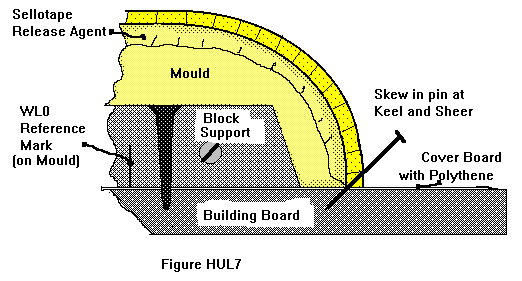 Sellotape
Release Agent
Mould
WL0
Reference
Mark
(on Mould)
Block
Support
Skew in pin at
Keel and Sheer
Cover Board
with Polythene
Building Board
Figure HUL7